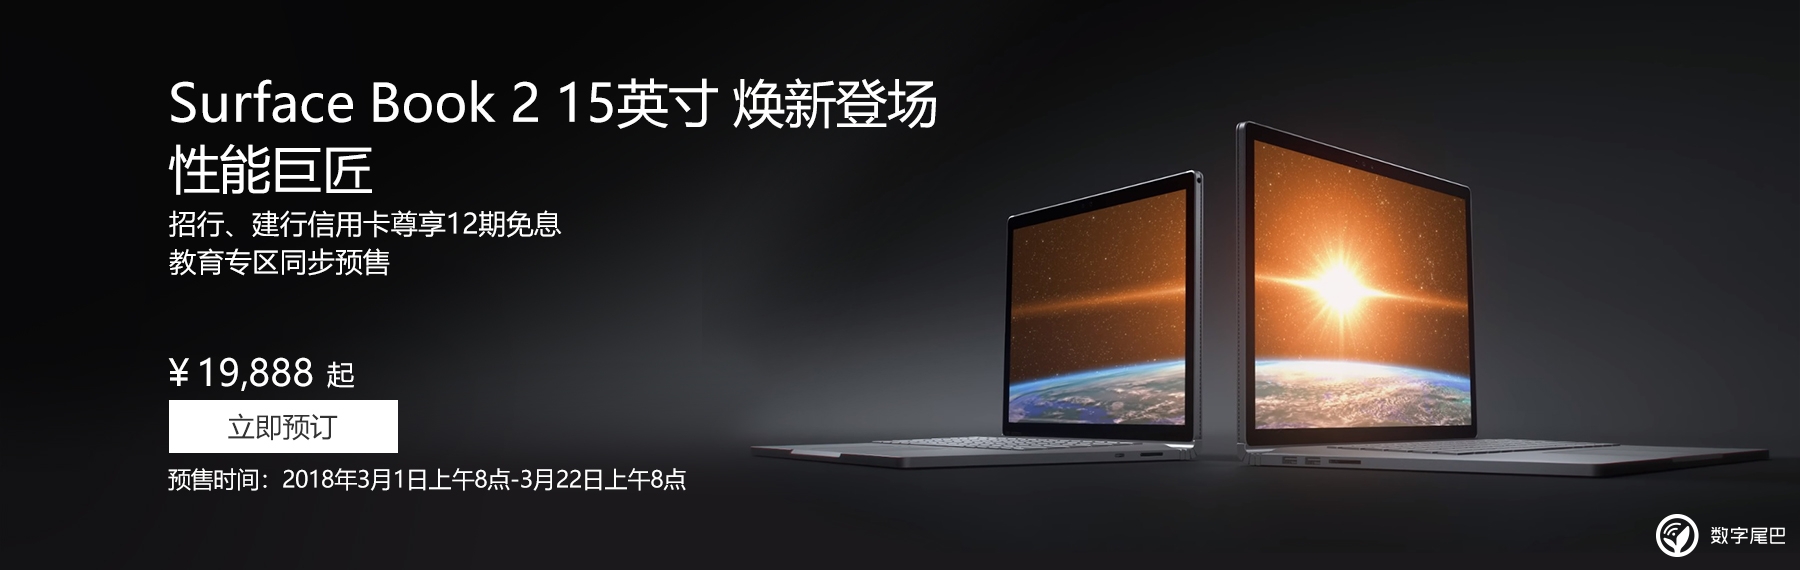 Surface Book 2 15英寸 焕新登场
性能巨匠
招行、建行信用卡尊享12期免息
教育专区同步预售
¥ 19,888 起
立即预订
预售时间：2018年3月1日上午8点-3月22日上午8点
数字尾巴